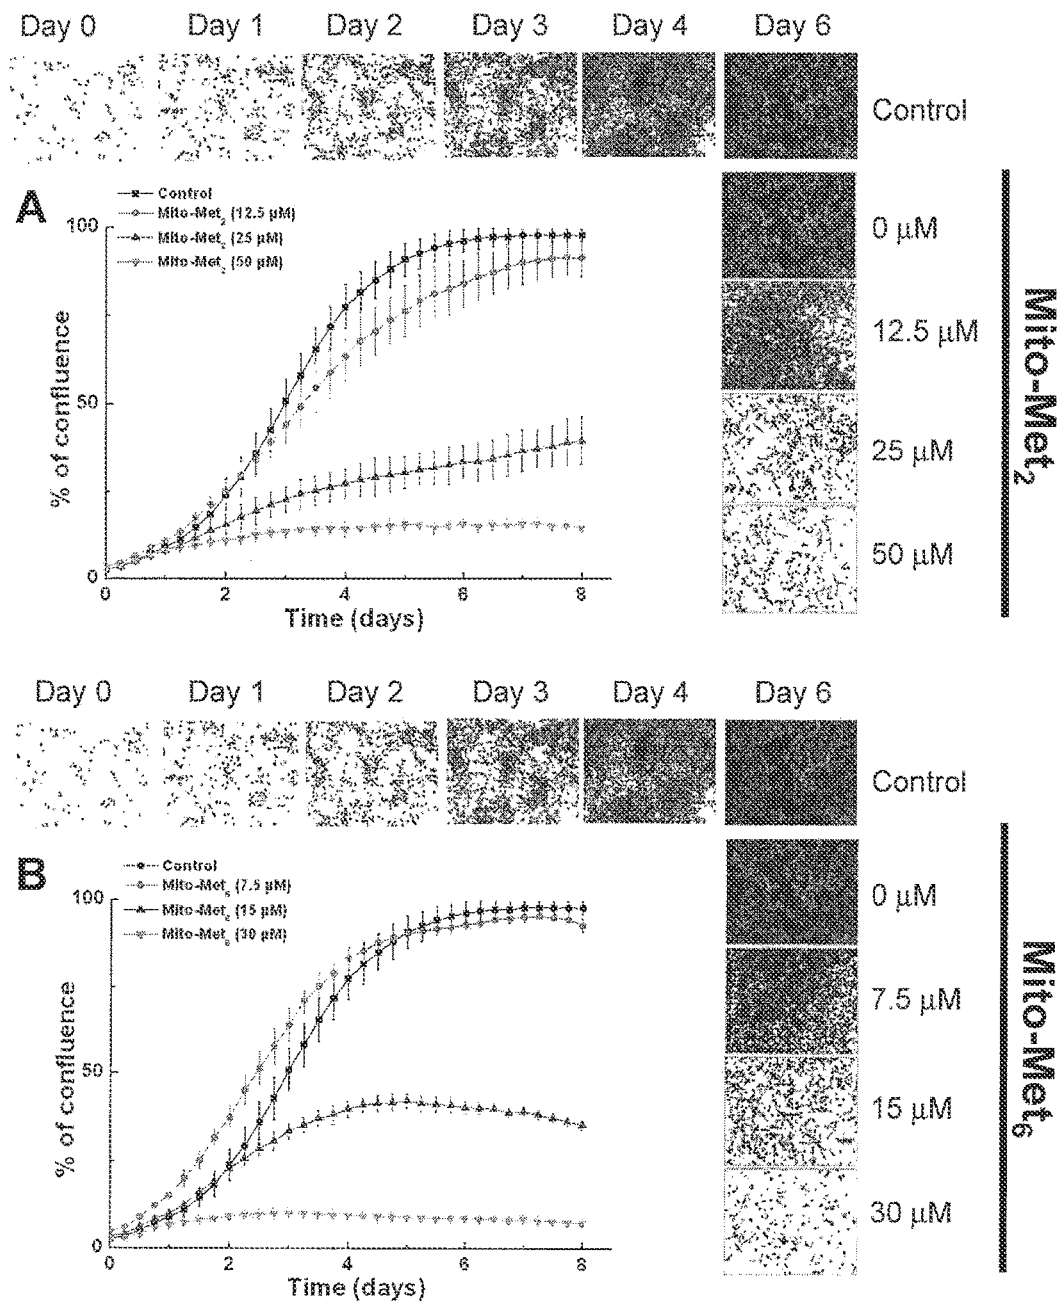 Day 0 Day 1 Day 2 Day 3 Day 4 Day 6
Control
A
Control
Mito-Met2 (12.5 µM)
Mito-Met2 (25 µM)
Mito-Met2 (50 µM)
100
50
0
% of confluence
0 2 4 6 8
Time (days)
0 µM
12.5 µM
25 µM
50 µM
Mito-Met2
Day 0 Day 1 Day 2 Day 3 Day 4 Day 6
Control
B
Control
Mito-Met6 (7.5 µM)
Mito-Met6 (15 µM)
Mito-Met6 (30 µM)
100
50
0
% of confluence
0 2 4 6 8
Time (days)
0 µM
7.5 µM
15 µM
30 µM
Mito-Met6